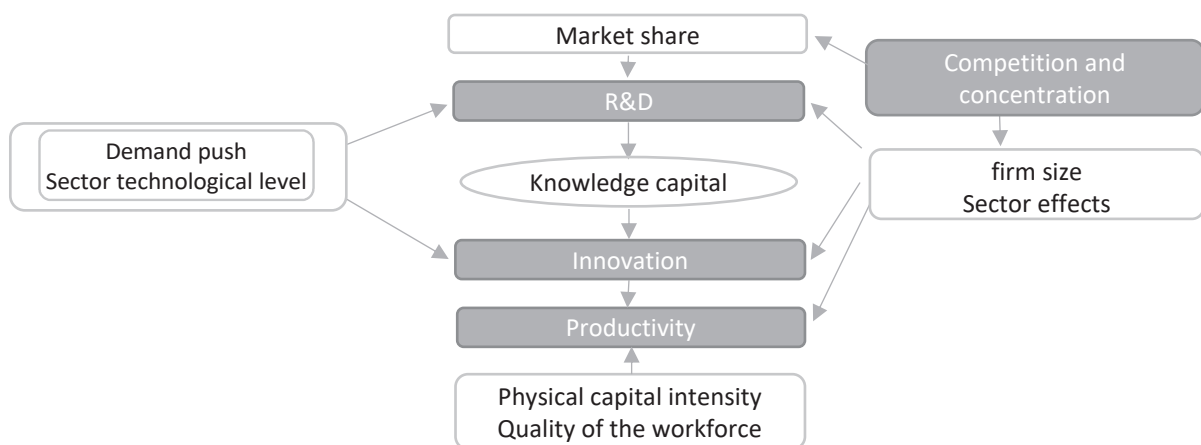 Market share
Competition and
concentration
R&D
Demand push
Sector technological level
Knowledge capital
firm size
Sector effects
Innovation
Productivity
Physical capital intensity
Quality of the workforce